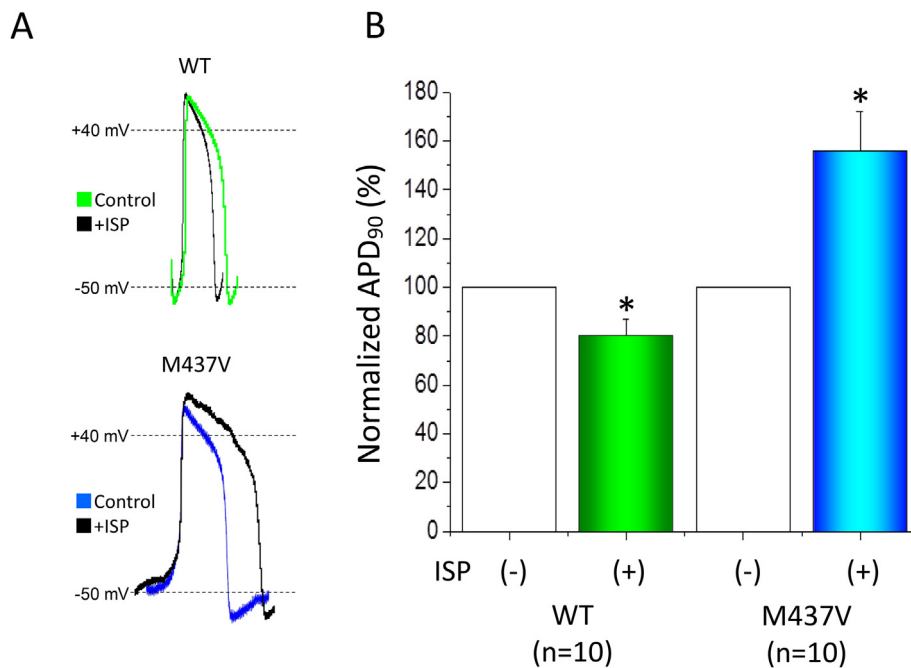 A
WT
+40 mV
Control
+ISP
-50 mV
M437V
+40 mV
Control
+ISP
-50 mV
B
Normalized APD90 (%)
180
160
140
120
100
80
60
40
20
0
*
*
ISP (-) (+) (-) (+)
WT M437V
(n=10) (n=10)